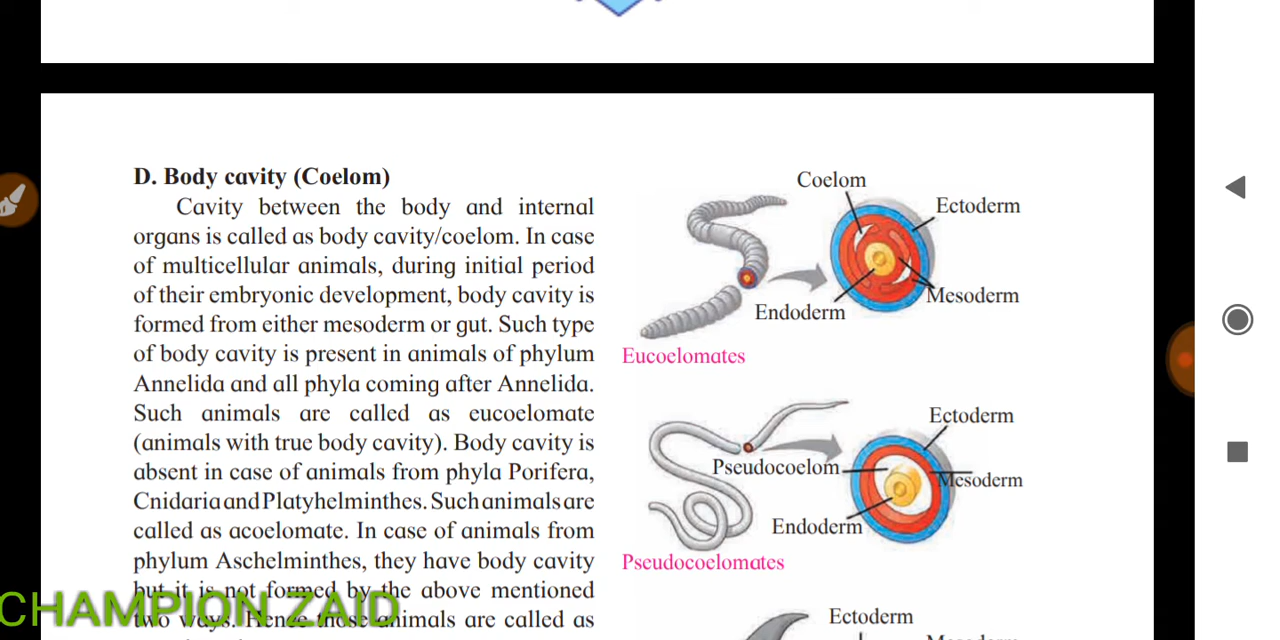 D. Body cavity (Coelom)
Cavity between the body and internal
organs is called as body cavity/coelom. In case
of multicellular animals, during initial period
of their embryonic development, body cavity is
formed from either mesoderm or gut. Such type
of body cavity is present in animals of phylum
Annelida and all phyla coming after Annelida.
Such animals are called as eucoelomate
(animals with true body cavity). Body cavity is
absent in case of animals from phyla Porifera,
Cnidaria and Platyhelminthes. Such animals are
called as acoelomate. In case of animals from
phylum Aschelminthes, they have body cavity
but it is not formed by the above mentioned
two ways. Hence those animals are called as
CHAMPION ZAID
Coelom
Ectoderm
Mesoderm
Endoderm
Eucoelomates
Ectoderm
Pseudocoelom
Mesoderm
Endoderm
Pseudocoelomates
Ectoderm